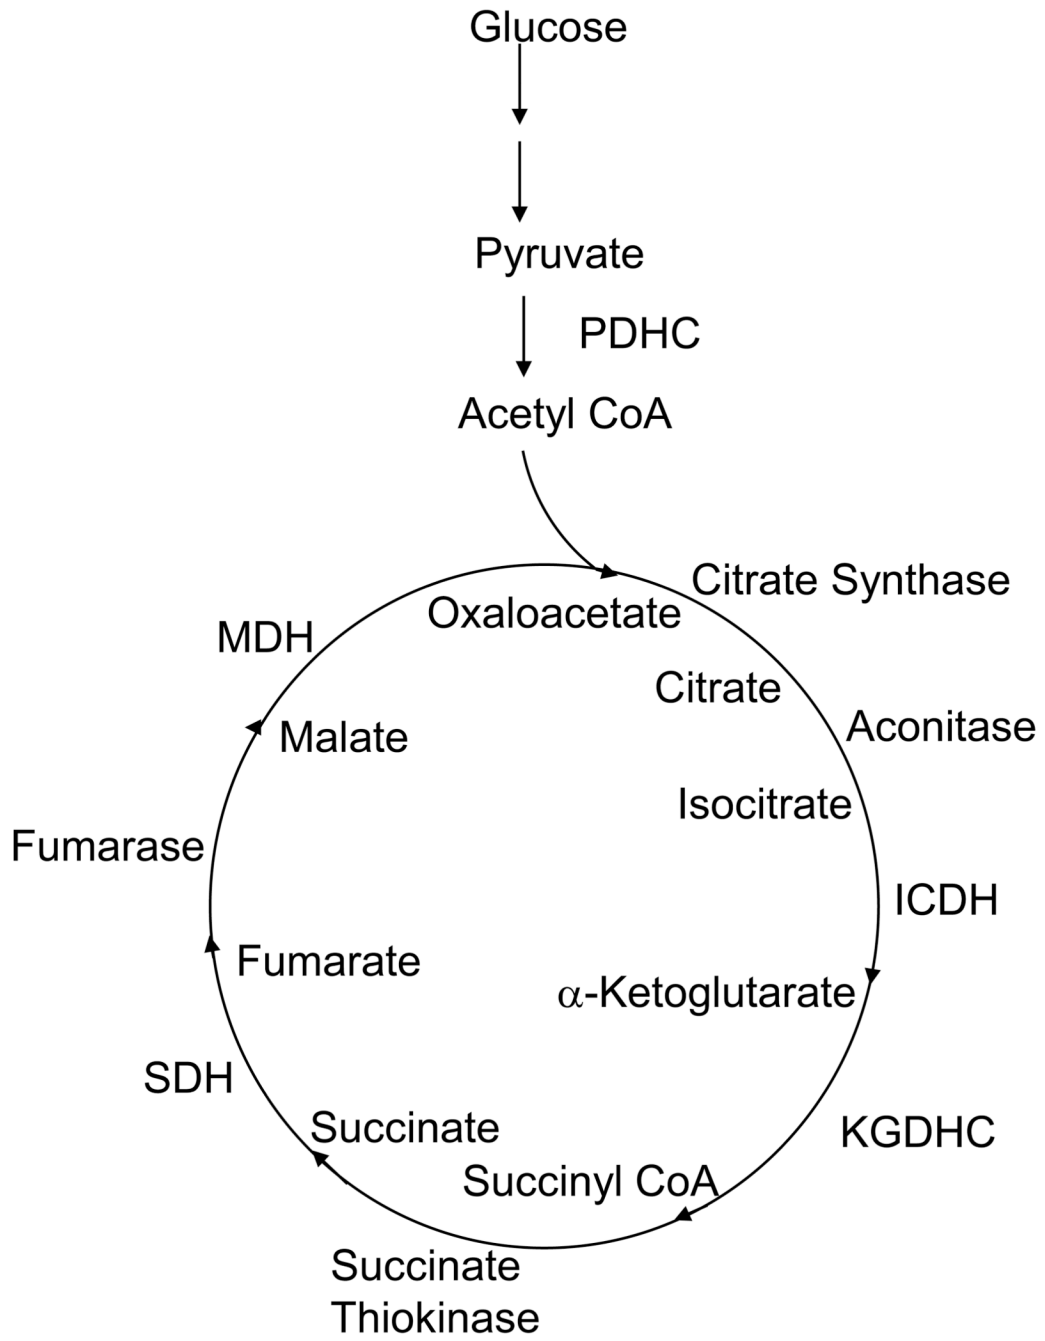 Glucose
Pyruvate
PDHC
Acetyl CoA
Citrate Synthase
Oxaloacetate
MDH
Citrate
Aconitase
Malate
Isocitrate
Fumarase
ICDH
Fumarate
α-Ketoglutarate
SDH
Succinate
KGDHC
Succinyl CoA
Succinate
Thiokinase